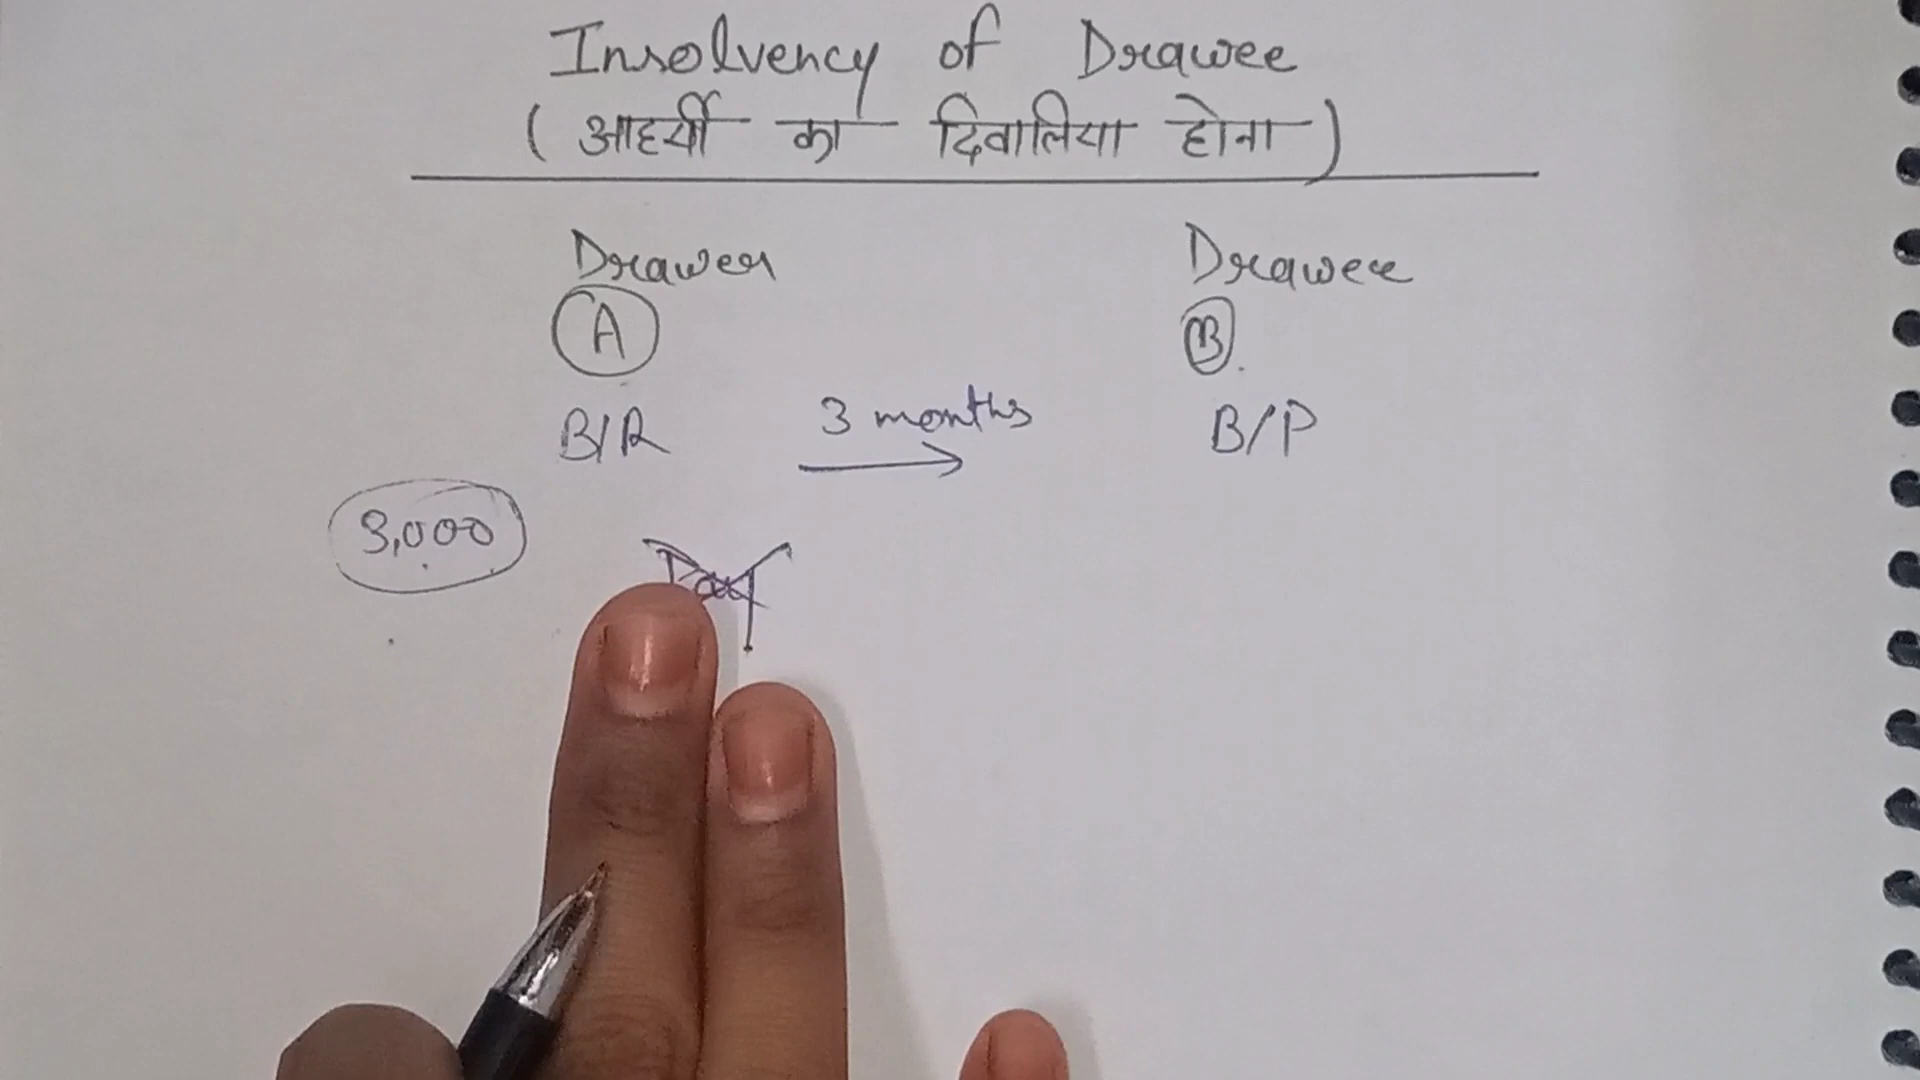 Insolvency of Drawee
( आहर्यी का दिवालिया होना )
Drawer Drawee
A B
B/R 3 months B/P
3,000